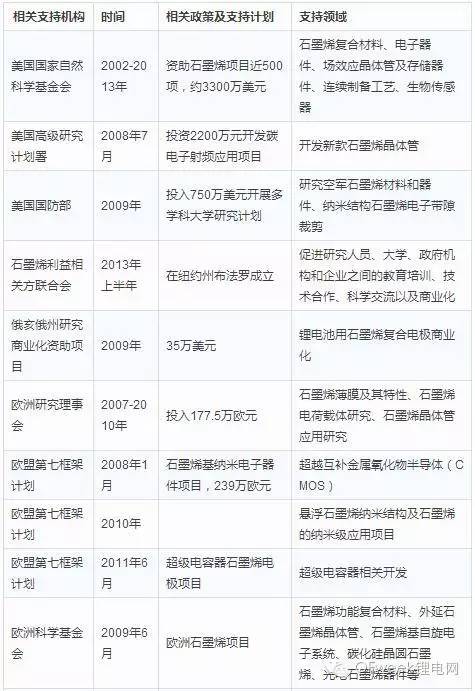 相关支持机构 时间 相关政策及支持计划 支持领域
美国国家自然
科学基金会
2002-2013年
资助石墨烯项目近500
项，约3300万美元
石墨烯复合材料、电子器
件、场效应晶体管及存储器
件、连续制备工艺、生物传感
器
美国高级研究
计划署
2008年7
月
投资2200万元开发碳
电子射频应用项目
开发新款石墨烯晶体管
美国国防部
2009年
投入750万美元开展多
学科大学研究计划
研究空军石墨烯材料和器
件、纳米结构石墨烯电子带隙
裁剪
石墨烯利益相
关方联合会
2013年
上半年
在纽约州布法罗成立
促进研究人员、大学、政府机
构和企业之间的教育培训、技
术合作、科学交流以及商业化
俄亥俄州研究
商业化资助项
目
2009年
35万美元
锂电池用石墨烯复合电极商
业化
欧洲研究理事
会
2007-20
10年
投入177.5万欧元
石墨烯薄膜及其特性、石墨烯
电荷载体研究、石墨烯晶体管
应用研究
欧盟第七框架
计划
2008年1
月
石墨烯基纳米电子器
件项目，239万欧元
超越互补金属氧化物半导体（C
MOS）
欧盟第七框架
计划
2010年
悬浮石墨烯纳米结构及石墨烯
的纳米级应用项目
欧盟第七框架
计划
2011年6
月
超级电容器石墨烯电
极项目
超级电容器相关开发
欧洲科学基金
会
2009年6
月
欧洲石墨烯项目
石墨烯功能复合材料、外延石
墨烯晶体管、石墨烯基自旋电
子系统、碳化硅晶圆石墨
烯、光电石墨烯器件等
OFweek锂电网